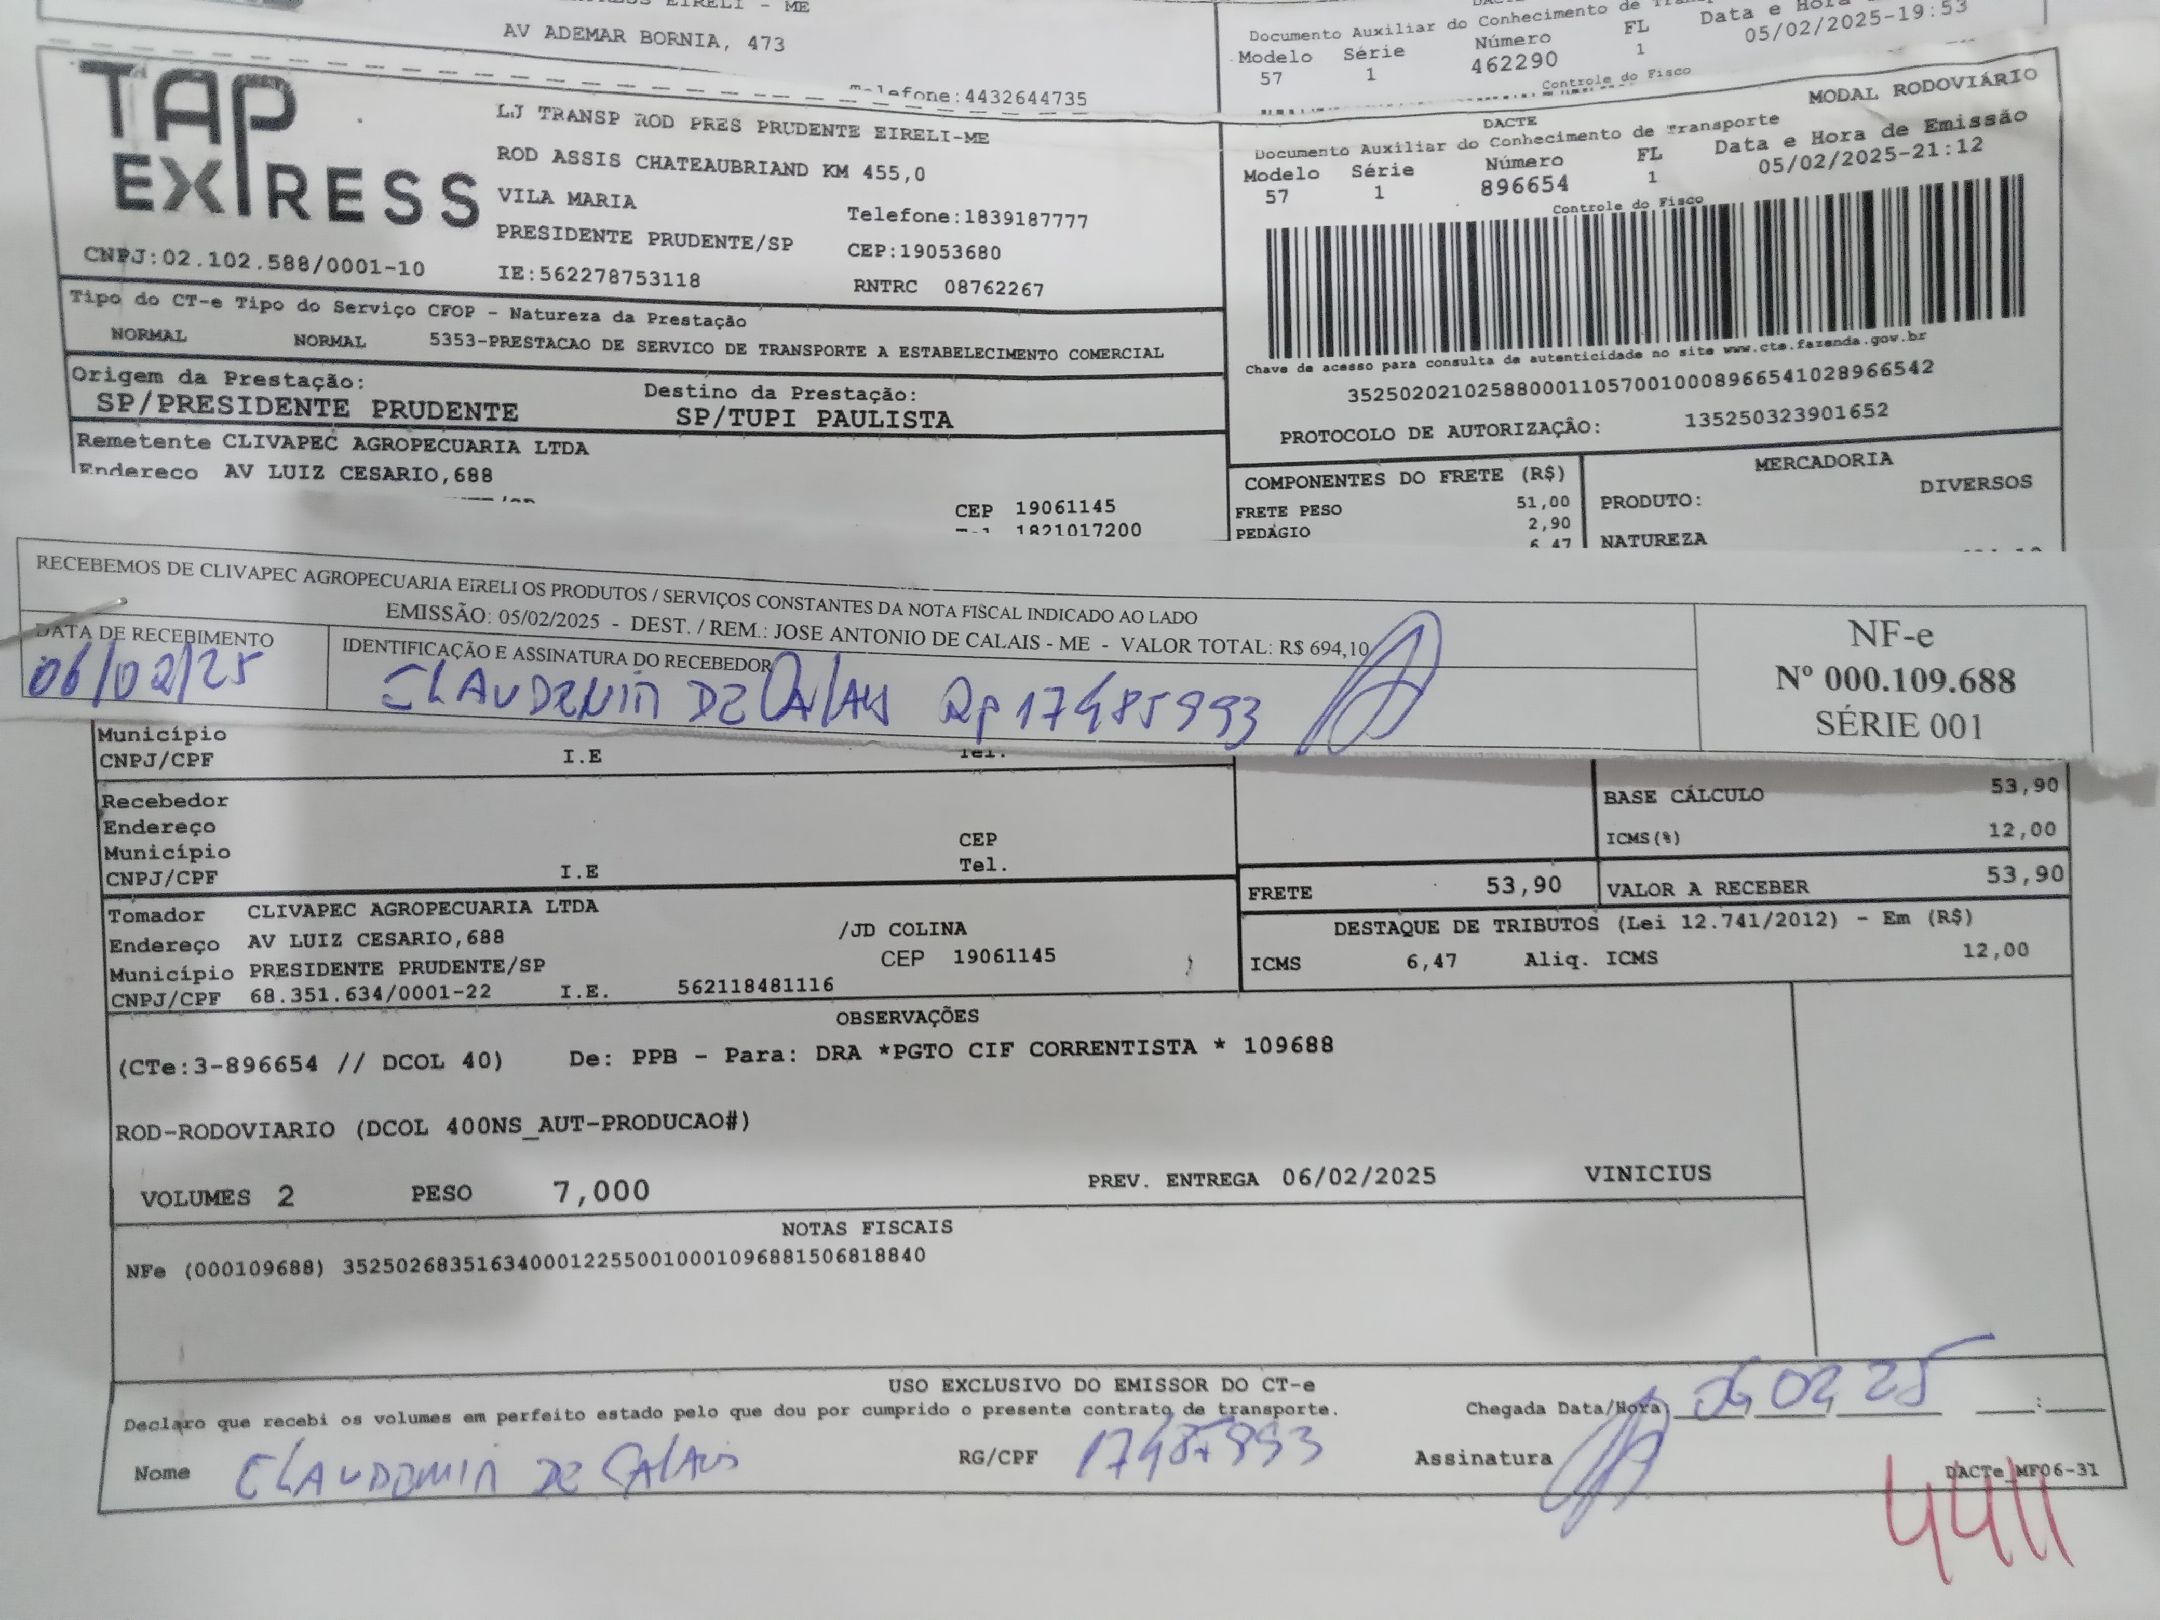 AV ADEMAR BORNIA, 473
Telefone:4432644735
Documento Auxiliar do Conhecimento de
Modelo Série Número FL Data e Hora
57 1 462290 1 05/02/2025-19:53
Controle do Fisco
TAP EXPRESS
CNPJ:02.102.588/0001-10
LJ TRANSP ROD PRES PRUDENTE EIRELI-ME
ROD ASSIS CHATEAUBRIAND KM 455,0
VILA MARIA
Telefone:1839187777
PRESIDENTE PRUDENTE/SP
CEP:19053680
IE:562278753118
RNTRC 08762267
MODAL RODOVIÁRIO
DACTE
Documento Auxiliar do Conhecimento de Transporte
Modelo Série Número FL Data e Hora de Emissão
57 1 896654 1 05/02/2025-21:12
Controle do Fisco
Chave de acesso para consulta de autenticidade no site www.cte.fazenda.gov.br
35250202102588000110570010008966541028966542
PROTOCOLO DE AUTORIZAÇÃO: 135250323901652
Tipo do CT-e Tipo do Serviço CFOP - Natureza da Prestação
NORMAL NORMAL 5353-PRESTACAO DE SERVICO DE TRANSPORTE A ESTABELECIMENTO COMERCIAL
Origem da Prestação: Destino da Prestação:
SP/PRESIDENTE PRUDENTE SP/TUPI PAULISTA
Remetente CLIVAPEC AGROPECUARIA LTDA
Endereco AV LUIZ CESARIO,688
CEP 19061145
1821017200
COMPONENTES DO FRETE (R$)
FRETE PESO 51,00
PEDÁGIO 2,90
6,47
MERCADORIA
PRODUTO: DIVERSOS
NATUREZA
RECEBEMOS DE CLIVAPEC AGROPECUARIA EIRELI OS PRODUTOS / SERVIÇOS CONSTANTES DA NOTA FISCAL INDICADO AO LADO
EMISSÃO: 05/02/2025 - DEST. / REM.: JOSE ANTONIO DE CALAIS - ME - VALOR TOTAL: R$ 694,10
DATA DE RECEBIMENTO
06/02/25
IDENTIFICAÇÃO E ASSINATURA DO RECEBEDOR
CLAUDEMIR DE CALAIS 17485993
NF-e
Nº 000.109.688
SÉRIE 001
Município
CNPJ/CPF I.E Tel.
Recebedor
Endereço
Município CEP
CNPJ/CPF I.E Tel.
BASE CÁLCULO 53,90
ICMS(%) 12,00
FRETE 53,90 VALOR A RECEBER 53,90
Tomador CLIVAPEC AGROPECUARIA LTDA
Endereço AV LUIZ CESARIO,688 /JD COLINA
Município PRESIDENTE PRUDENTE/SP CEP 19061145
CNPJ/CPF 68.351.634/0001-22 I.E. 562118481116
DESTAQUE DE TRIBUTOS (Lei 12.741/2012) - Em (R$)
ICMS 6,47 Aliq. ICMS 12,00
OBSERVAÇÕES
(CTe:3-896654 // DCOL 40) De: PPB - Para: DRA *PGTO CIF CORRENTISTA * 109688
ROD-RODOVIARIO (DCOL 400NS_AUT-PRODUCAO#)
VOLUMES 2 PESO 7,000 PREV. ENTREGA 06/02/2025 VINICIUS
NOTAS FISCAIS
NFe (000109688) 35250268351634000122550010001096881506818840
USO EXCLUSIVO DO EMISSOR DO CT-e
Declaro que recebi os volumes em perfeito estado pelo que dou por cumprido o presente contrato de transporte.
Chegada Data/Hora 06 02 25 :
Nome CLAUDEMIR DE CALAIS RG/CPF 17485993 Assinatura
DACTe_MF06-31